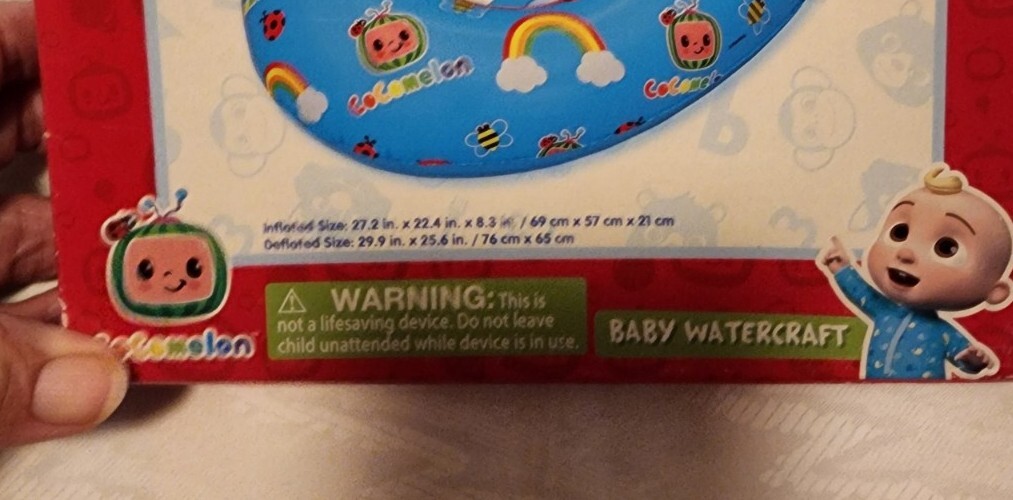 CoComelon
CoComel
Inflated Size: 27.2 in. x 22.4 in. x 8.3 in. / 69 cm x 57 cm x 21 cm
Deflated Size: 29.9 in. x 25.6 in. / 76 cm x 65 cm
WARNING: This is
not a lifesaving device. Do not leave
child unattended while device is in use.
BABY WATERCRAFT
CoComelon